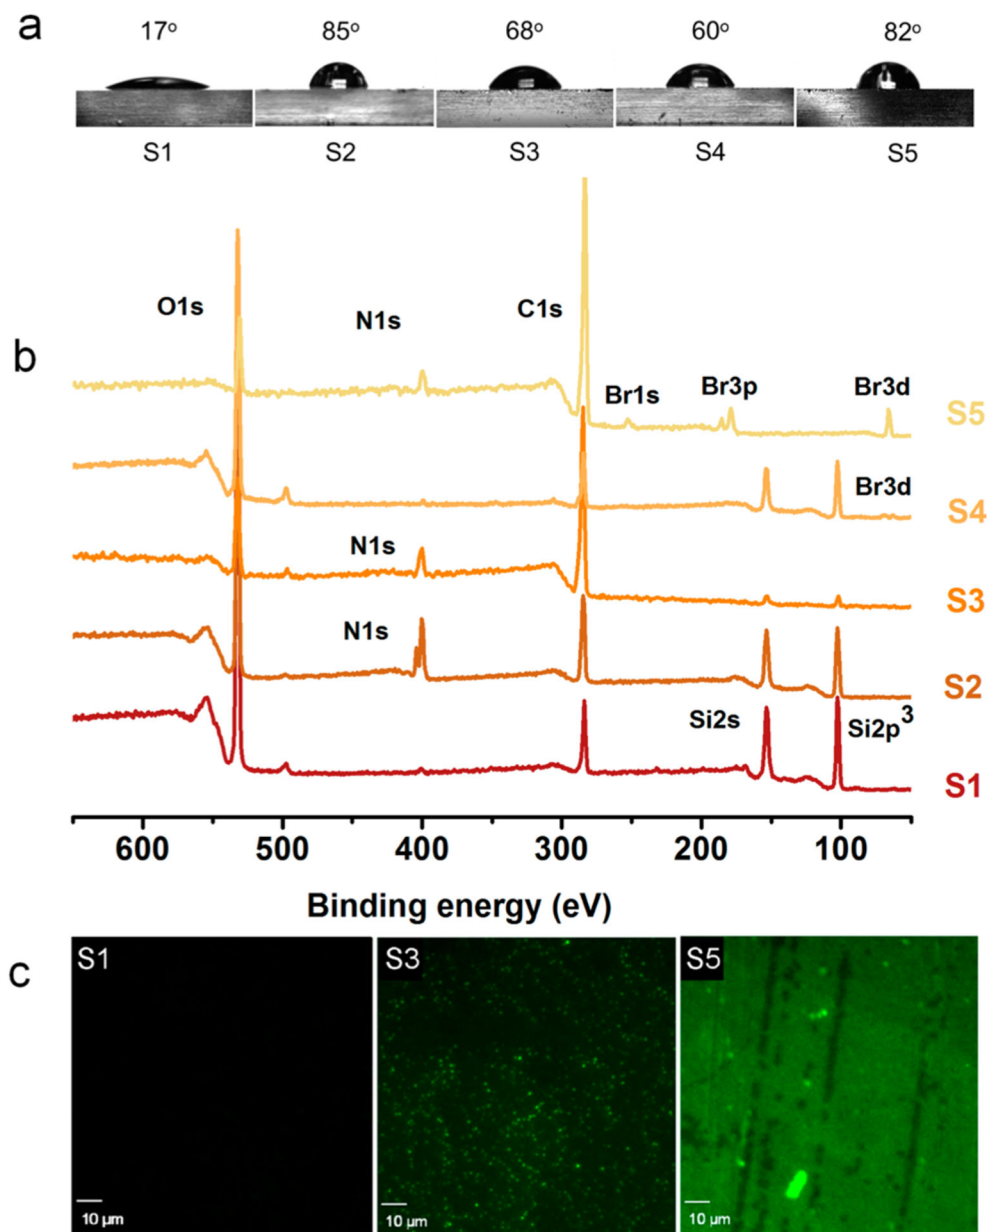 a
17° 85° 68° 60° 82°
S1 S2 S3 S4 S5
b
O1s N1s C1s
Br1s Br3p Br3d
S5
Br3d
S4
N1s
S3
N1s
S2
Si2s Si2p³
S1
600 500 400 300 200 100
Binding energy (eV)
c
S1 S3 S5
10 µm 10 µm 10 µm